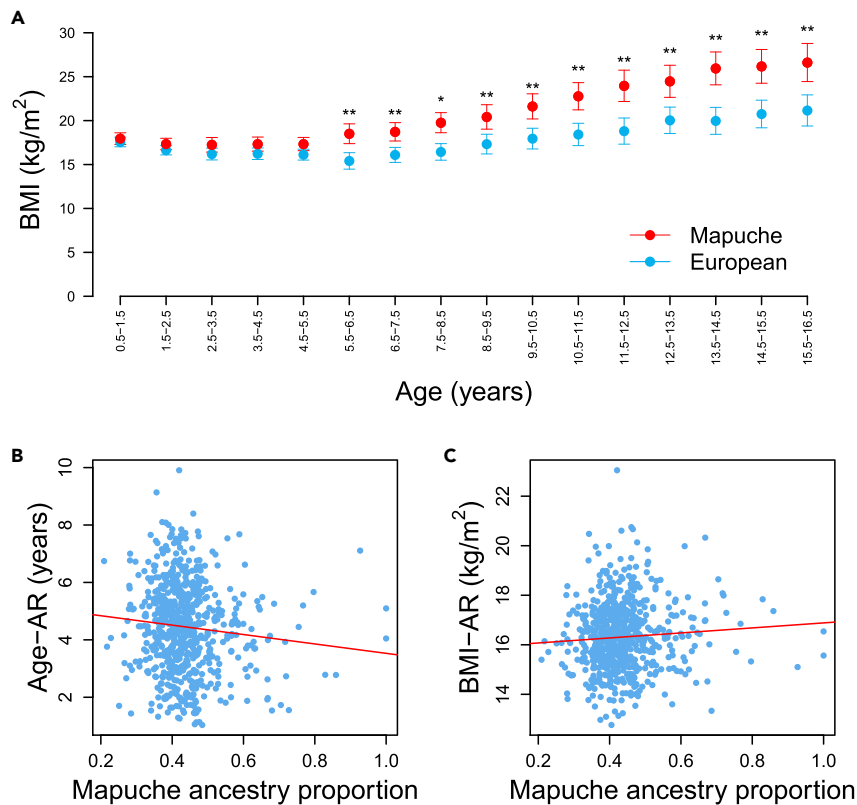 A
30
25
20
15
10
5
0
BMI (kg/m2)
** ** * ** ** ** ** ** ** ** **
Mapuche
European
0.5−1.5
1.5−2.5
2.5−3.5
3.5−4.5
4.5−5.5
5.5−6.5
6.5−7.5
7.5−8.5
8.5−9.5
9.5−10.5
10.5−11.5
11.5−12.5
12.5−13.5
13.5−14.5
14.5−15.5
15.5−16.5
Age (years)
B
10
8
6
4
2
Age−AR (years)
0.2 0.4 0.6 0.8 1.0
Mapuche ancestry proportion
C
22
20
18
16
14
BMI−AR (kg/m2)
0.2 0.4 0.6 0.8 1.0
Mapuche ancestry proportion